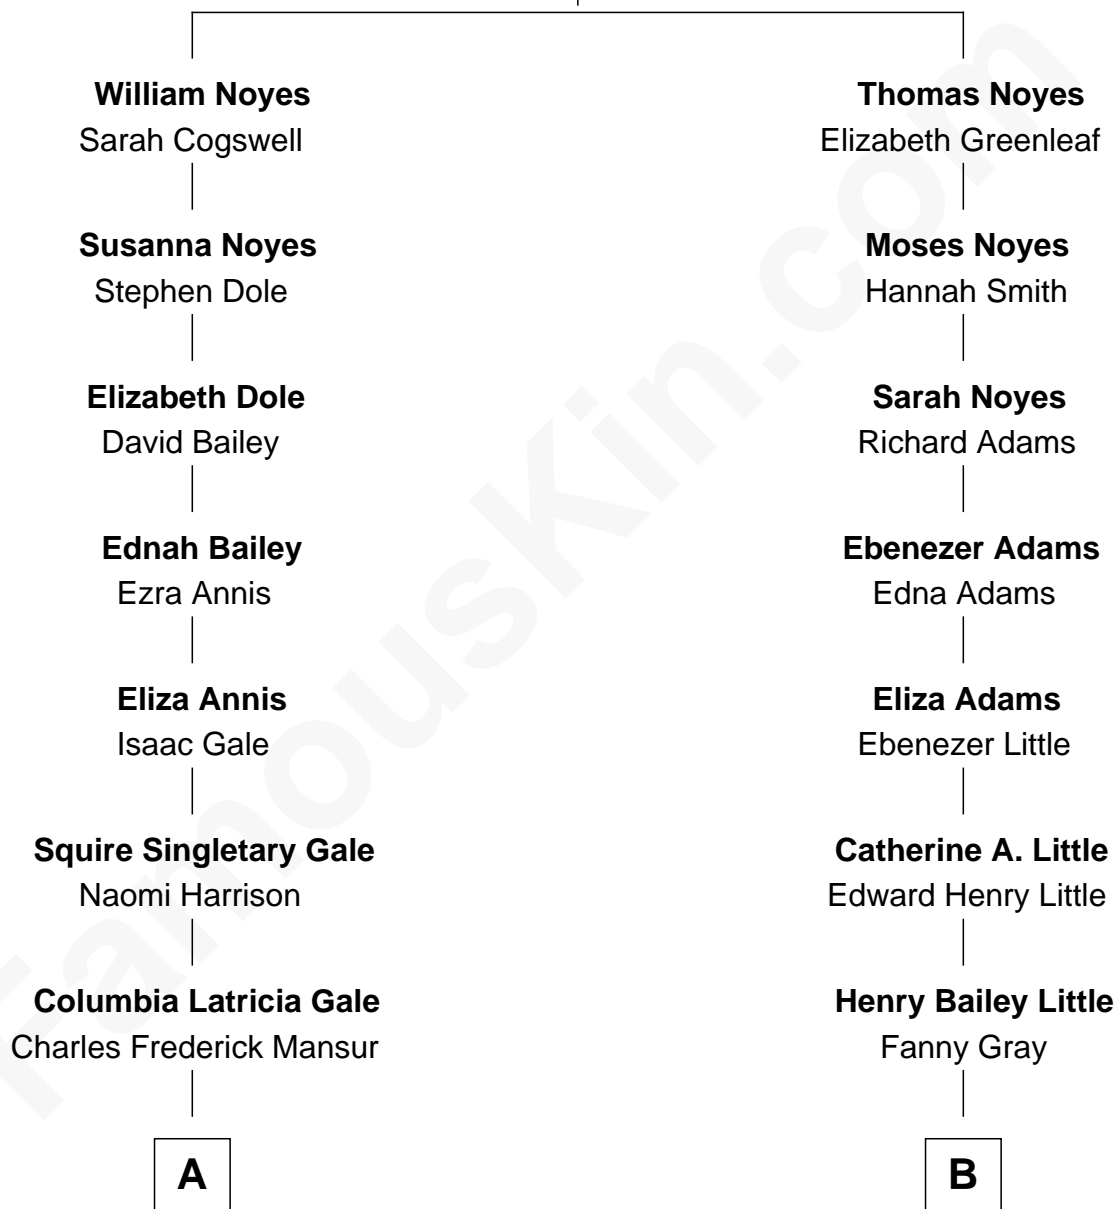 William Noyes
Sarah Cogswell
Thomas Noyes
Elizabeth Greenleaf
Susanna Noyes
Stephen Dole
Moses Noyes
Hannah Smith
Elizabeth Dole
David Bailey
Sarah Noyes
Richard Adams
Ednah Bailey
Ezra Annis
Ebenezer Adams
Edna Adams
Eliza Annis
Isaac Gale
Eliza Adams
Ebenezer Little
Squire Singletary Gale
Naomi Harrison
Catherine A. Little
Edward Henry Little
Columbia Latricia Gale
Charles Frederick Mansur
Henry Bailey Little
Fanny Gray
A
B
FamousKin.com